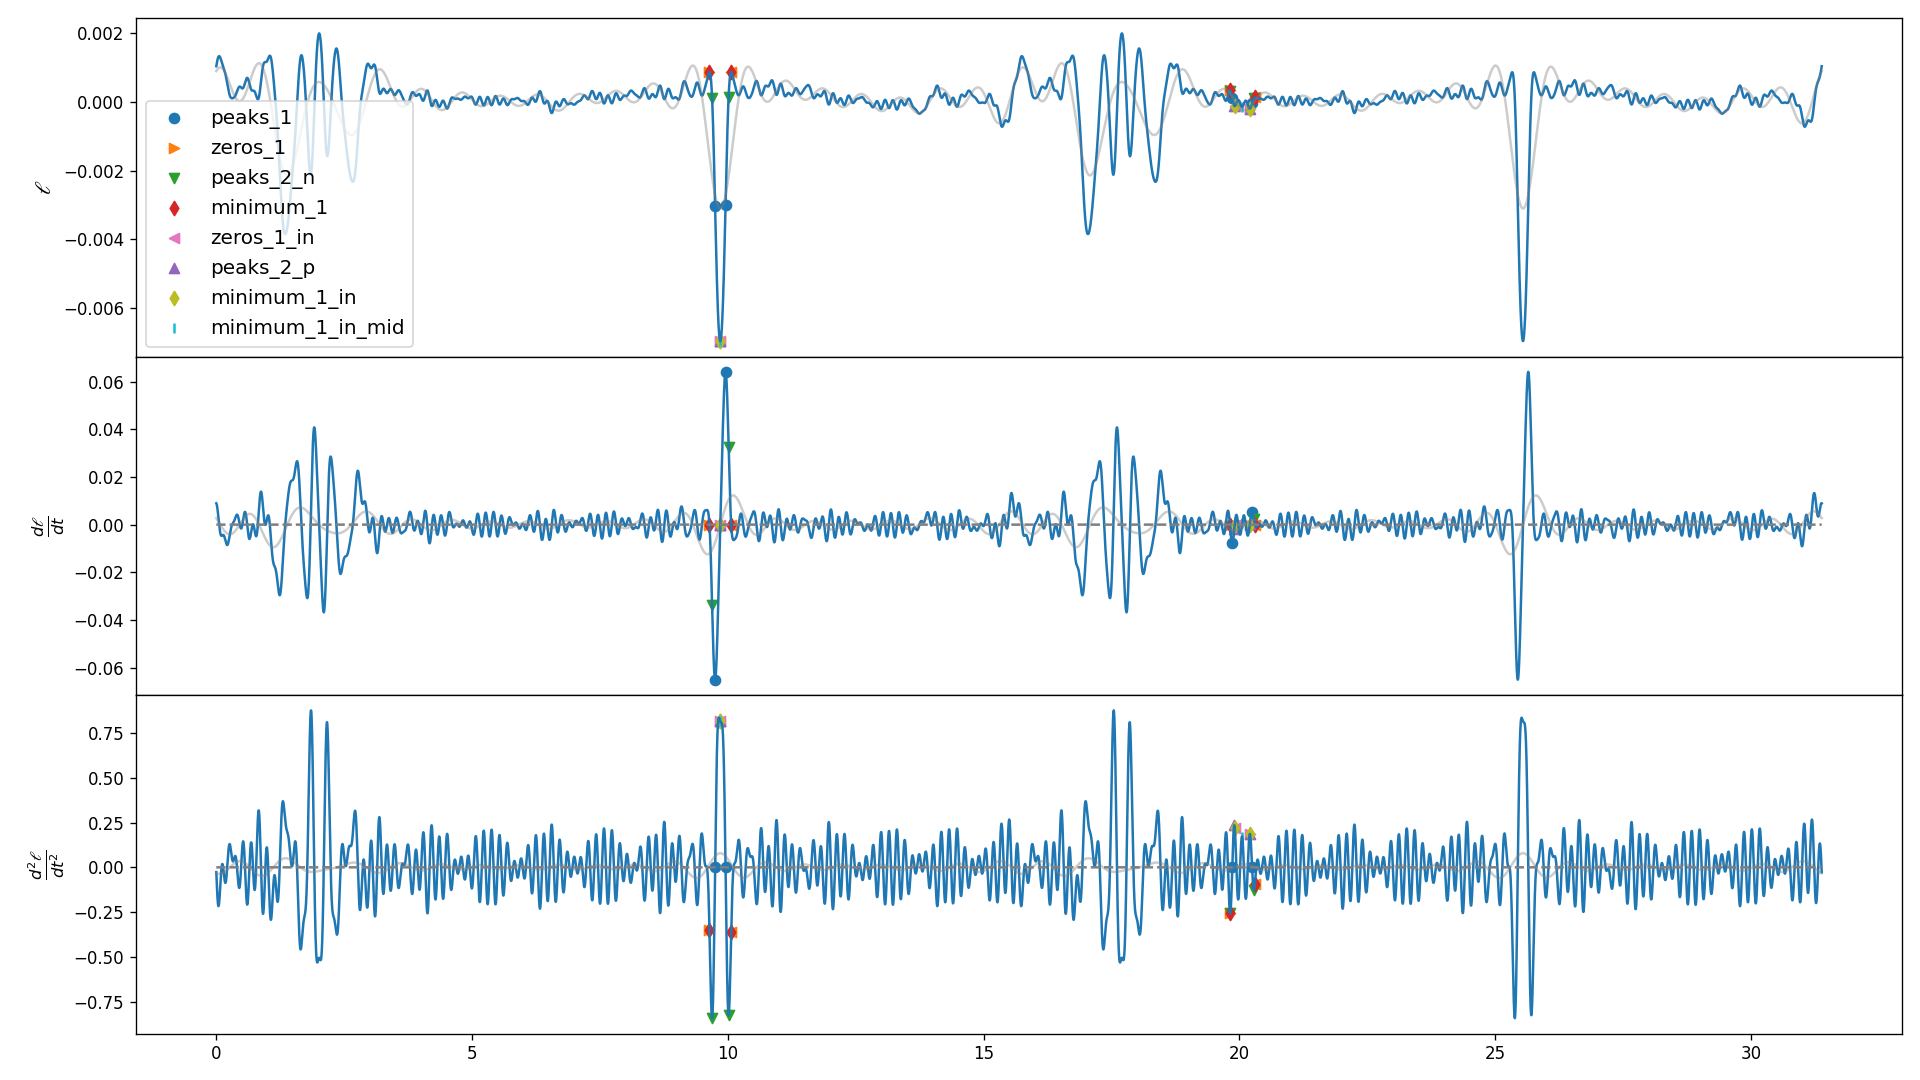 0.002
0.000
−0.002
−0.004
−0.006
ℓ
peaks_1
zeros_1
peaks_2_n
minimum_1
zeros_1_in
peaks_2_p
minimum_1_in
minimum_1_in_mid
0.06
0.04
0.02
0.00
−0.02
−0.04
−0.06
dℓ/dt
0.75
0.50
0.25
0.00
−0.25
−0.50
−0.75
d²ℓ/dt²
0 5 10 15 20 25 30